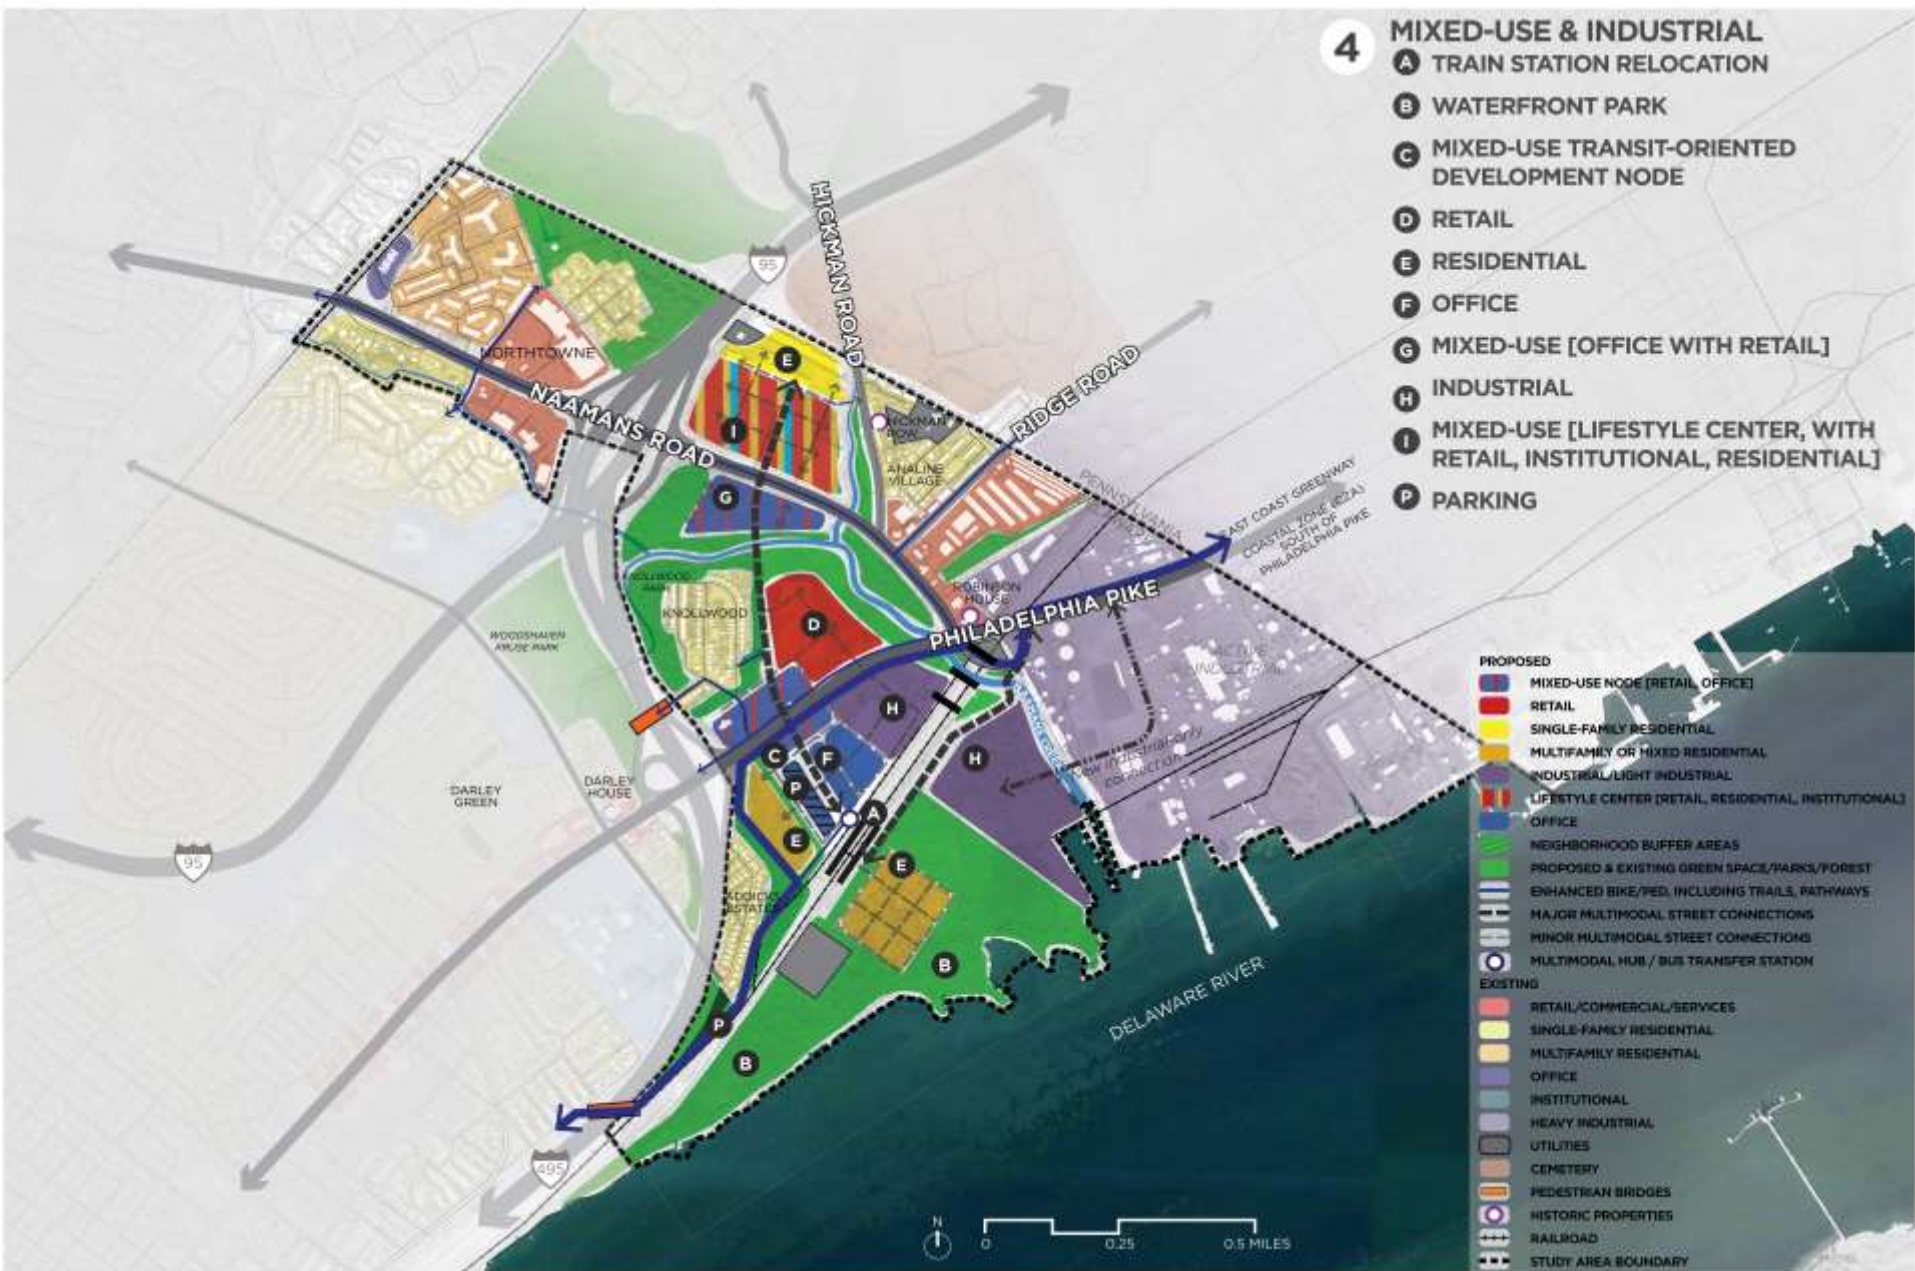 4
MIXED-USE & INDUSTRIAL
A TRAIN STATION RELOCATION
B WATERFRONT PARK
C MIXED-USE TRANSIT-ORIENTED
DEVELOPMENT NODE
D RETAIL
E RESIDENTIAL
F OFFICE
G MIXED-USE [OFFICE WITH RETAIL]
H INDUSTRIAL
I MIXED-USE [LIFESTYLE CENTER, WITH
RETAIL, INSTITUTIONAL, RESIDENTIAL]
P PARKING
HICKMAN ROAD
95
NORTHTOWNE
E
NAAMANS ROAD
I
HICKMAN
ROW
RIDGE ROAD
ANALINE
VILLAGE
G
PENNSYLVANIA
EAST COAST GREENWAY
COASTAL ZONE (CZA)
SOUTH OF
PHILADELPHIA PIKE
KNOLLWOOD
PARK
KNOLLWOOD
ROBINSON
HOUSE
PHILADELPHIA PIKE
D
WOODSHAVEN
KRUSE PARK
H
H
new industrial-only
connection
C
F
P
A
DARLEY
GREEN
DARLEY
HOUSE
E
E
95
B
P
B
DELAWARE RIVER
495
N
0
0.25
0.5 MILES
PROPOSED
MIXED-USE NODE [RETAIL, OFFICE]
RETAIL
SINGLE-FAMILY RESIDENTIAL
MULTIFAMILY OR MIXED RESIDENTIAL
INDUSTRIAL/LIGHT INDUSTRIAL
LIFESTYLE CENTER [RETAIL, RESIDENTIAL, INSTITUTIONAL]
OFFICE
NEIGHBORHOOD BUFFER AREAS
PROPOSED & EXISTING GREEN SPACE/PARKS/FOREST
ENHANCED BIKE/PED, INCLUDING TRAILS, PATHWAYS
MAJOR MULTIMODAL STREET CONNECTIONS
MINOR MULTIMODAL STREET CONNECTIONS
MULTIMODAL HUB / BUS TRANSFER STATION
EXISTING
RETAIL/COMMERCIAL/SERVICES
SINGLE-FAMILY RESIDENTIAL
MULTIFAMILY RESIDENTIAL
OFFICE
INSTITUTIONAL
HEAVY INDUSTRIAL
UTILITIES
CEMETERY
PEDESTRIAN BRIDGES
HISTORIC PROPERTIES
RAILROAD
STUDY AREA BOUNDARY